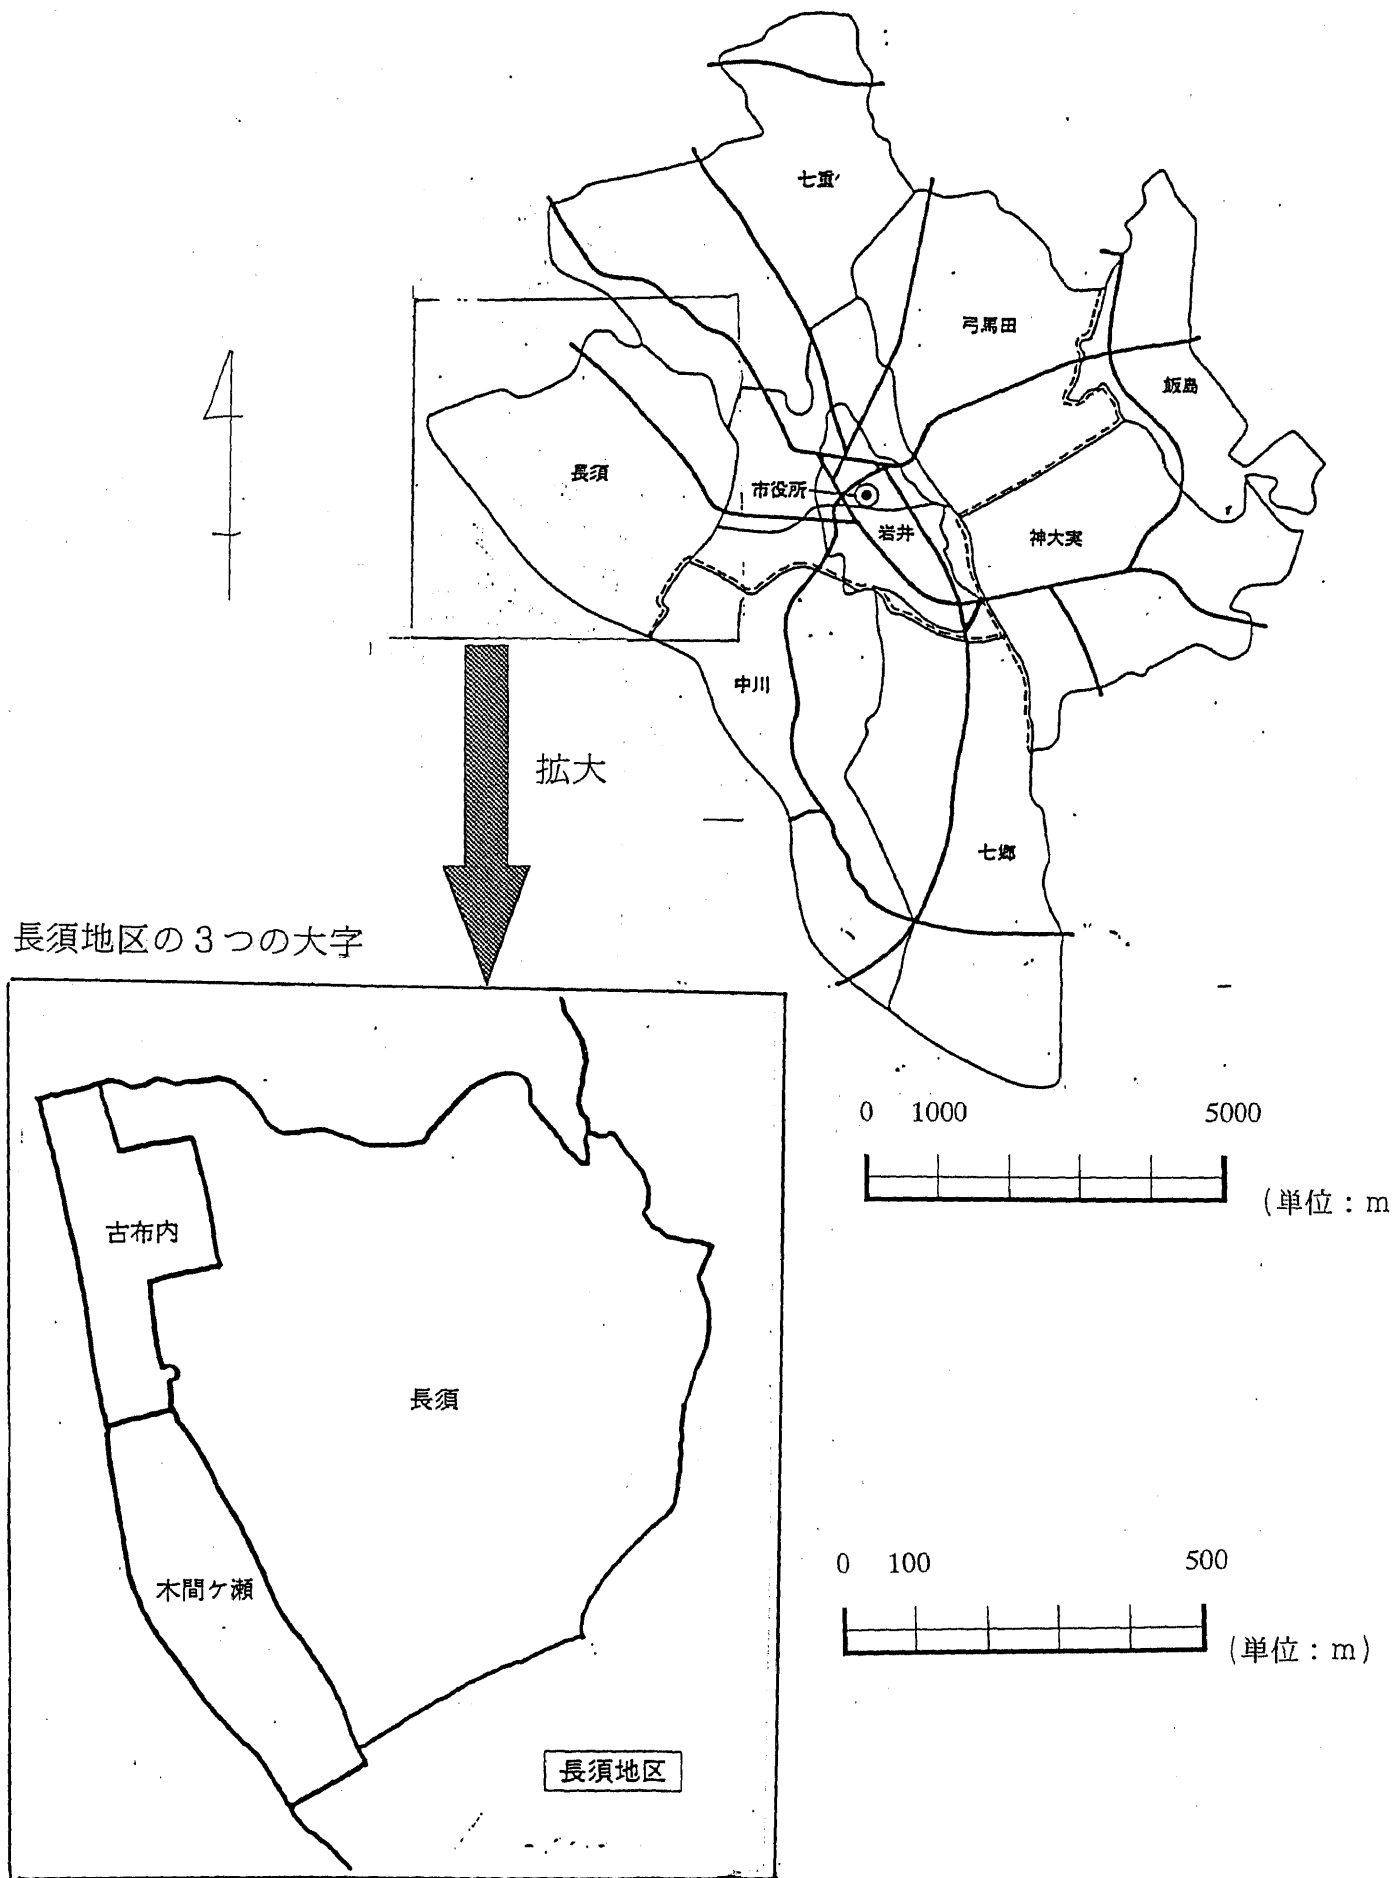 七重
弓馬田
飯島
長須
市役所
岩井
神大実
中川
拡大
七郷
長須地区の3つの大字
0 1000 5000
(単位：m
古布内
長須
木間ケ瀬
0 100 500
(単位：m)
長須地区